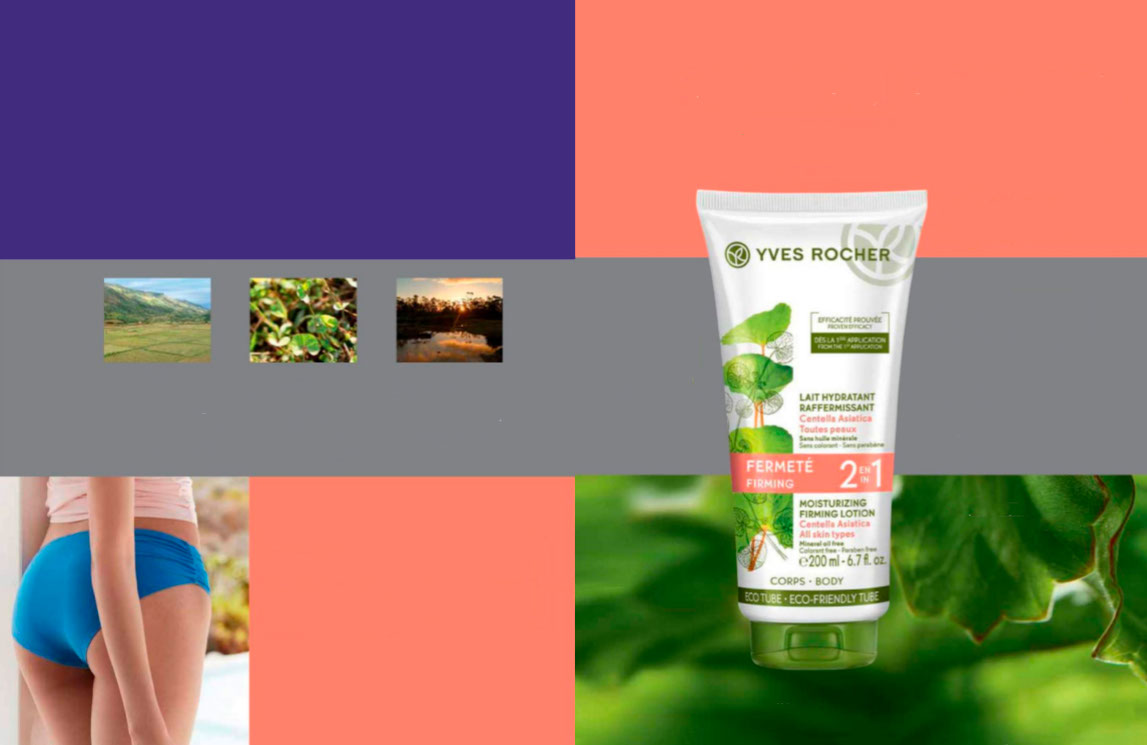 YVES ROCHER
EFFICACITÉ PROUVÉE
PROVEN EFFICACY
DÈS LA 1ÈRE APPLICATION
FROM THE 1ST APPLICATION
LAIT HYDRATANT
RAFFERMISSANT
Centella Asiatica
Toutes peaux
Sans huile minérale
Sans colorant - Sans parabène
FERMETÉ
FIRMING
2 EN IN 1
MOISTURIZING
FIRMING LOTION
Centella Asiatica
All skin types
Mineral oil free
Colorant free - Paraben free
℮200 ml - 6.7 fl. oz.
CORPS • BODY
ECO TUBE • ECO-FRIENDLY TUBE